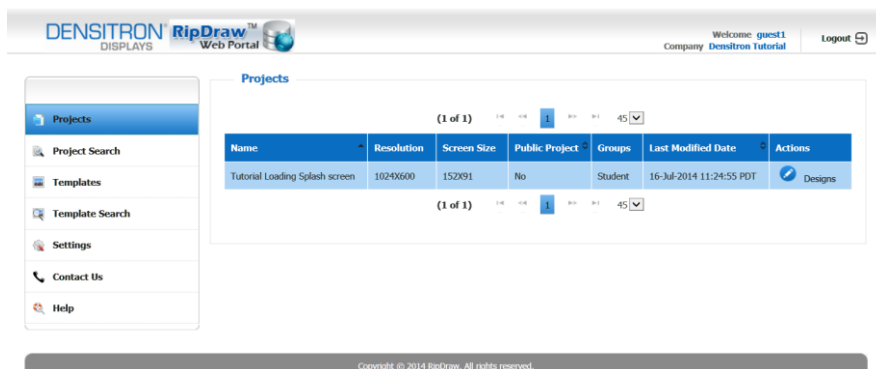 DENSITRON® RipDraw™
DISPLAYS Web Portal
Welcome guest1
Company Densitron Tutorial
Logout
Projects
Project Search
Templates
Template Search
Settings
Contact Us
Help
Projects
(1 of 1) 1 45
Name Resolution Screen Size Public Project Groups Last Modified Date Actions
Tutorial Loading Splash screen 1024X600 152X91 No Student 16-Jul-2014 11:24:55 PDT Designs
(1 of 1) 1 45
Copyright © 2014 RipDraw. All rights reserved.